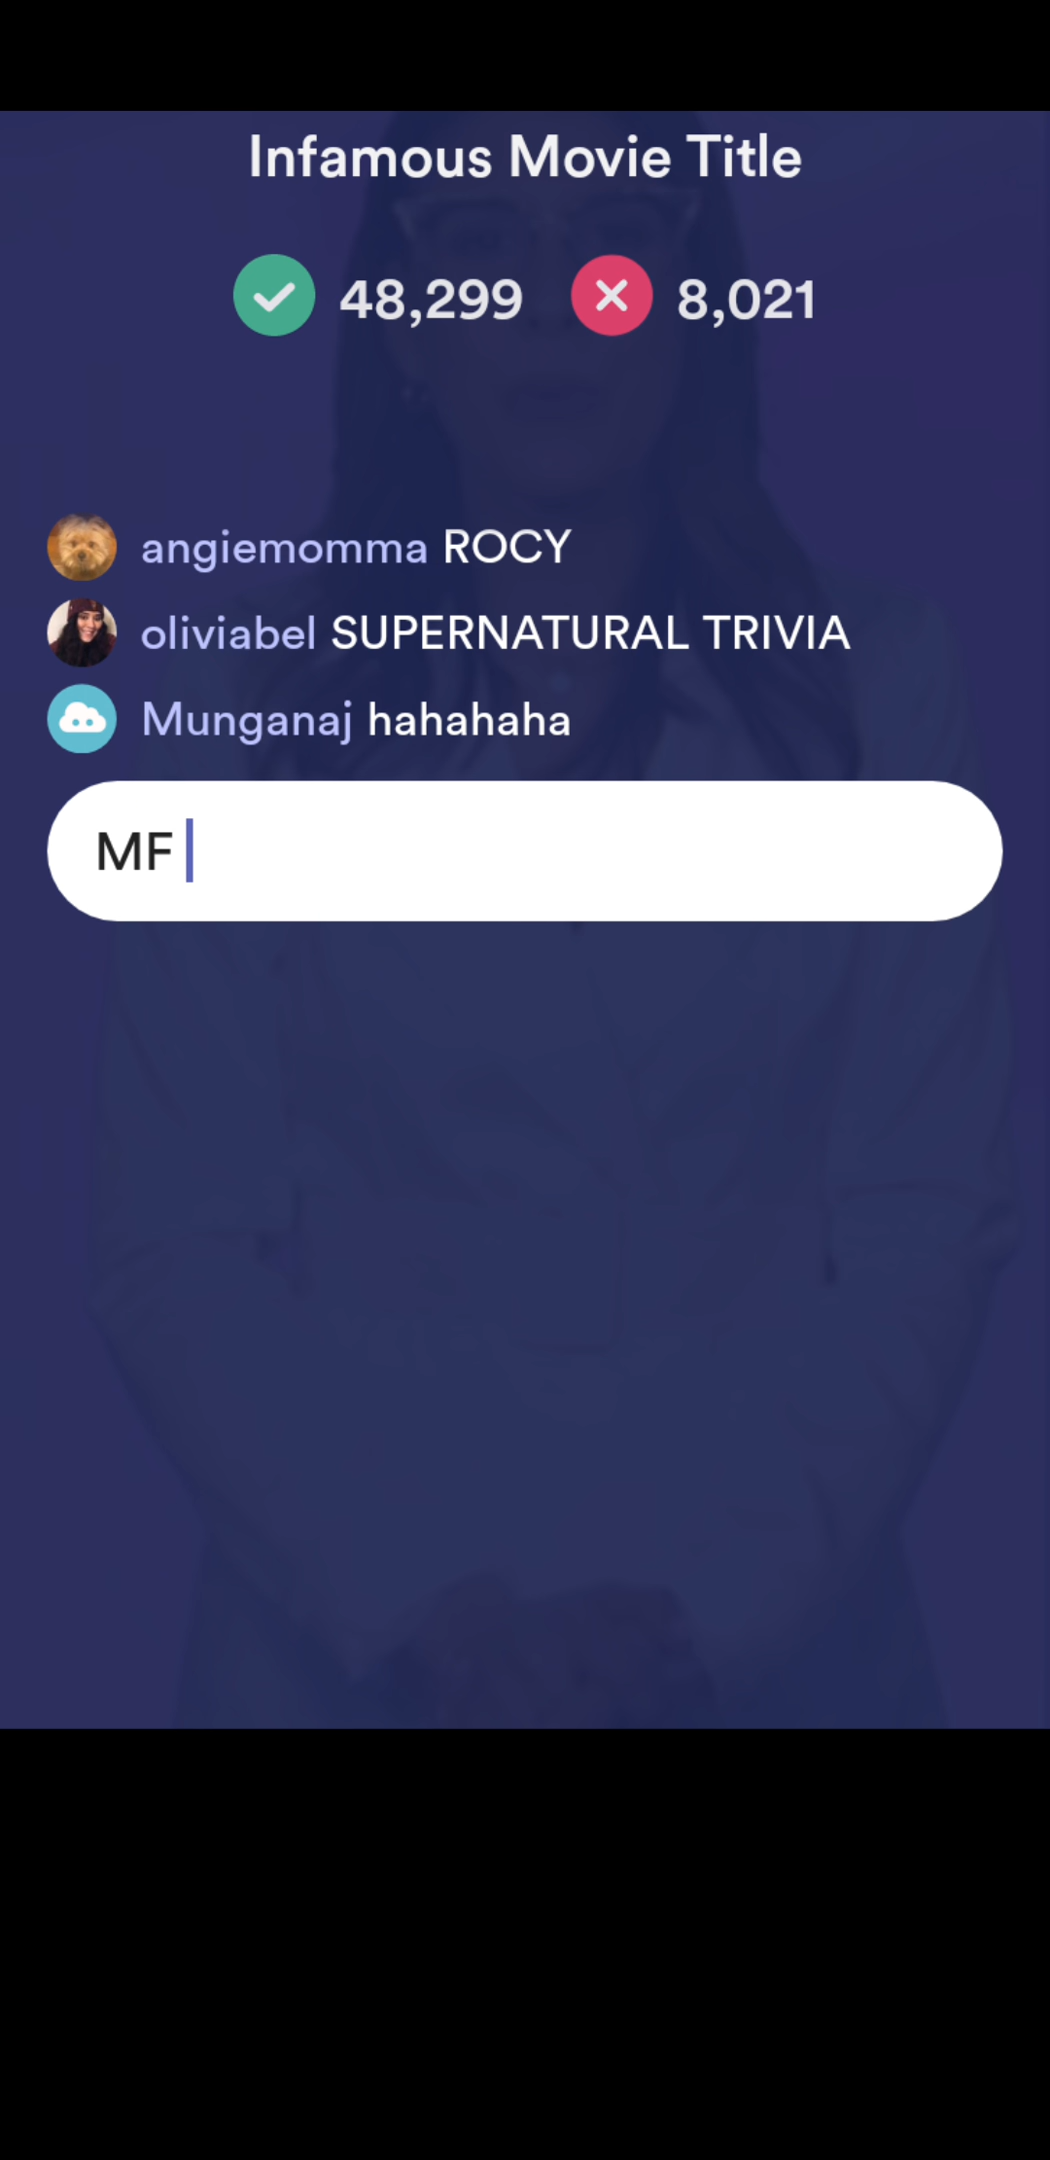 Infamous Movie Title
48,299 8,021
angiemomma ROCY
oliviabel SUPERNATURAL TRIVIA
Munganaj hahahaha
MF